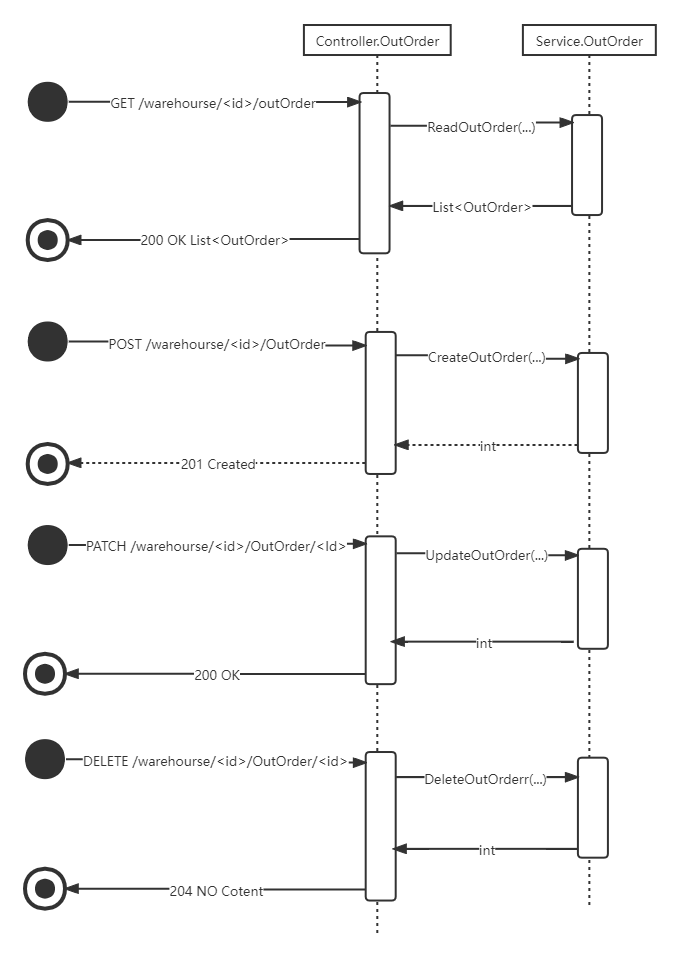 Controller.OutOrder
Service.OutOrder
GET /warehourse/<id>/outOrder
ReadOutOrder(...)
List<OutOrder>
200 OK List<OutOrder>
POST /warehourse/<id>/OutOrder
CreateOutOrder(...)
int
201 Created
PATCH /warehourse/<id>/OutOrder/<Id>
UpdateOutOrder(...)
int
200 OK
DELETE /warehourse/<id>/OutOrder/<id>
DeleteOutOrderr(...)
int
204 NO Cotent